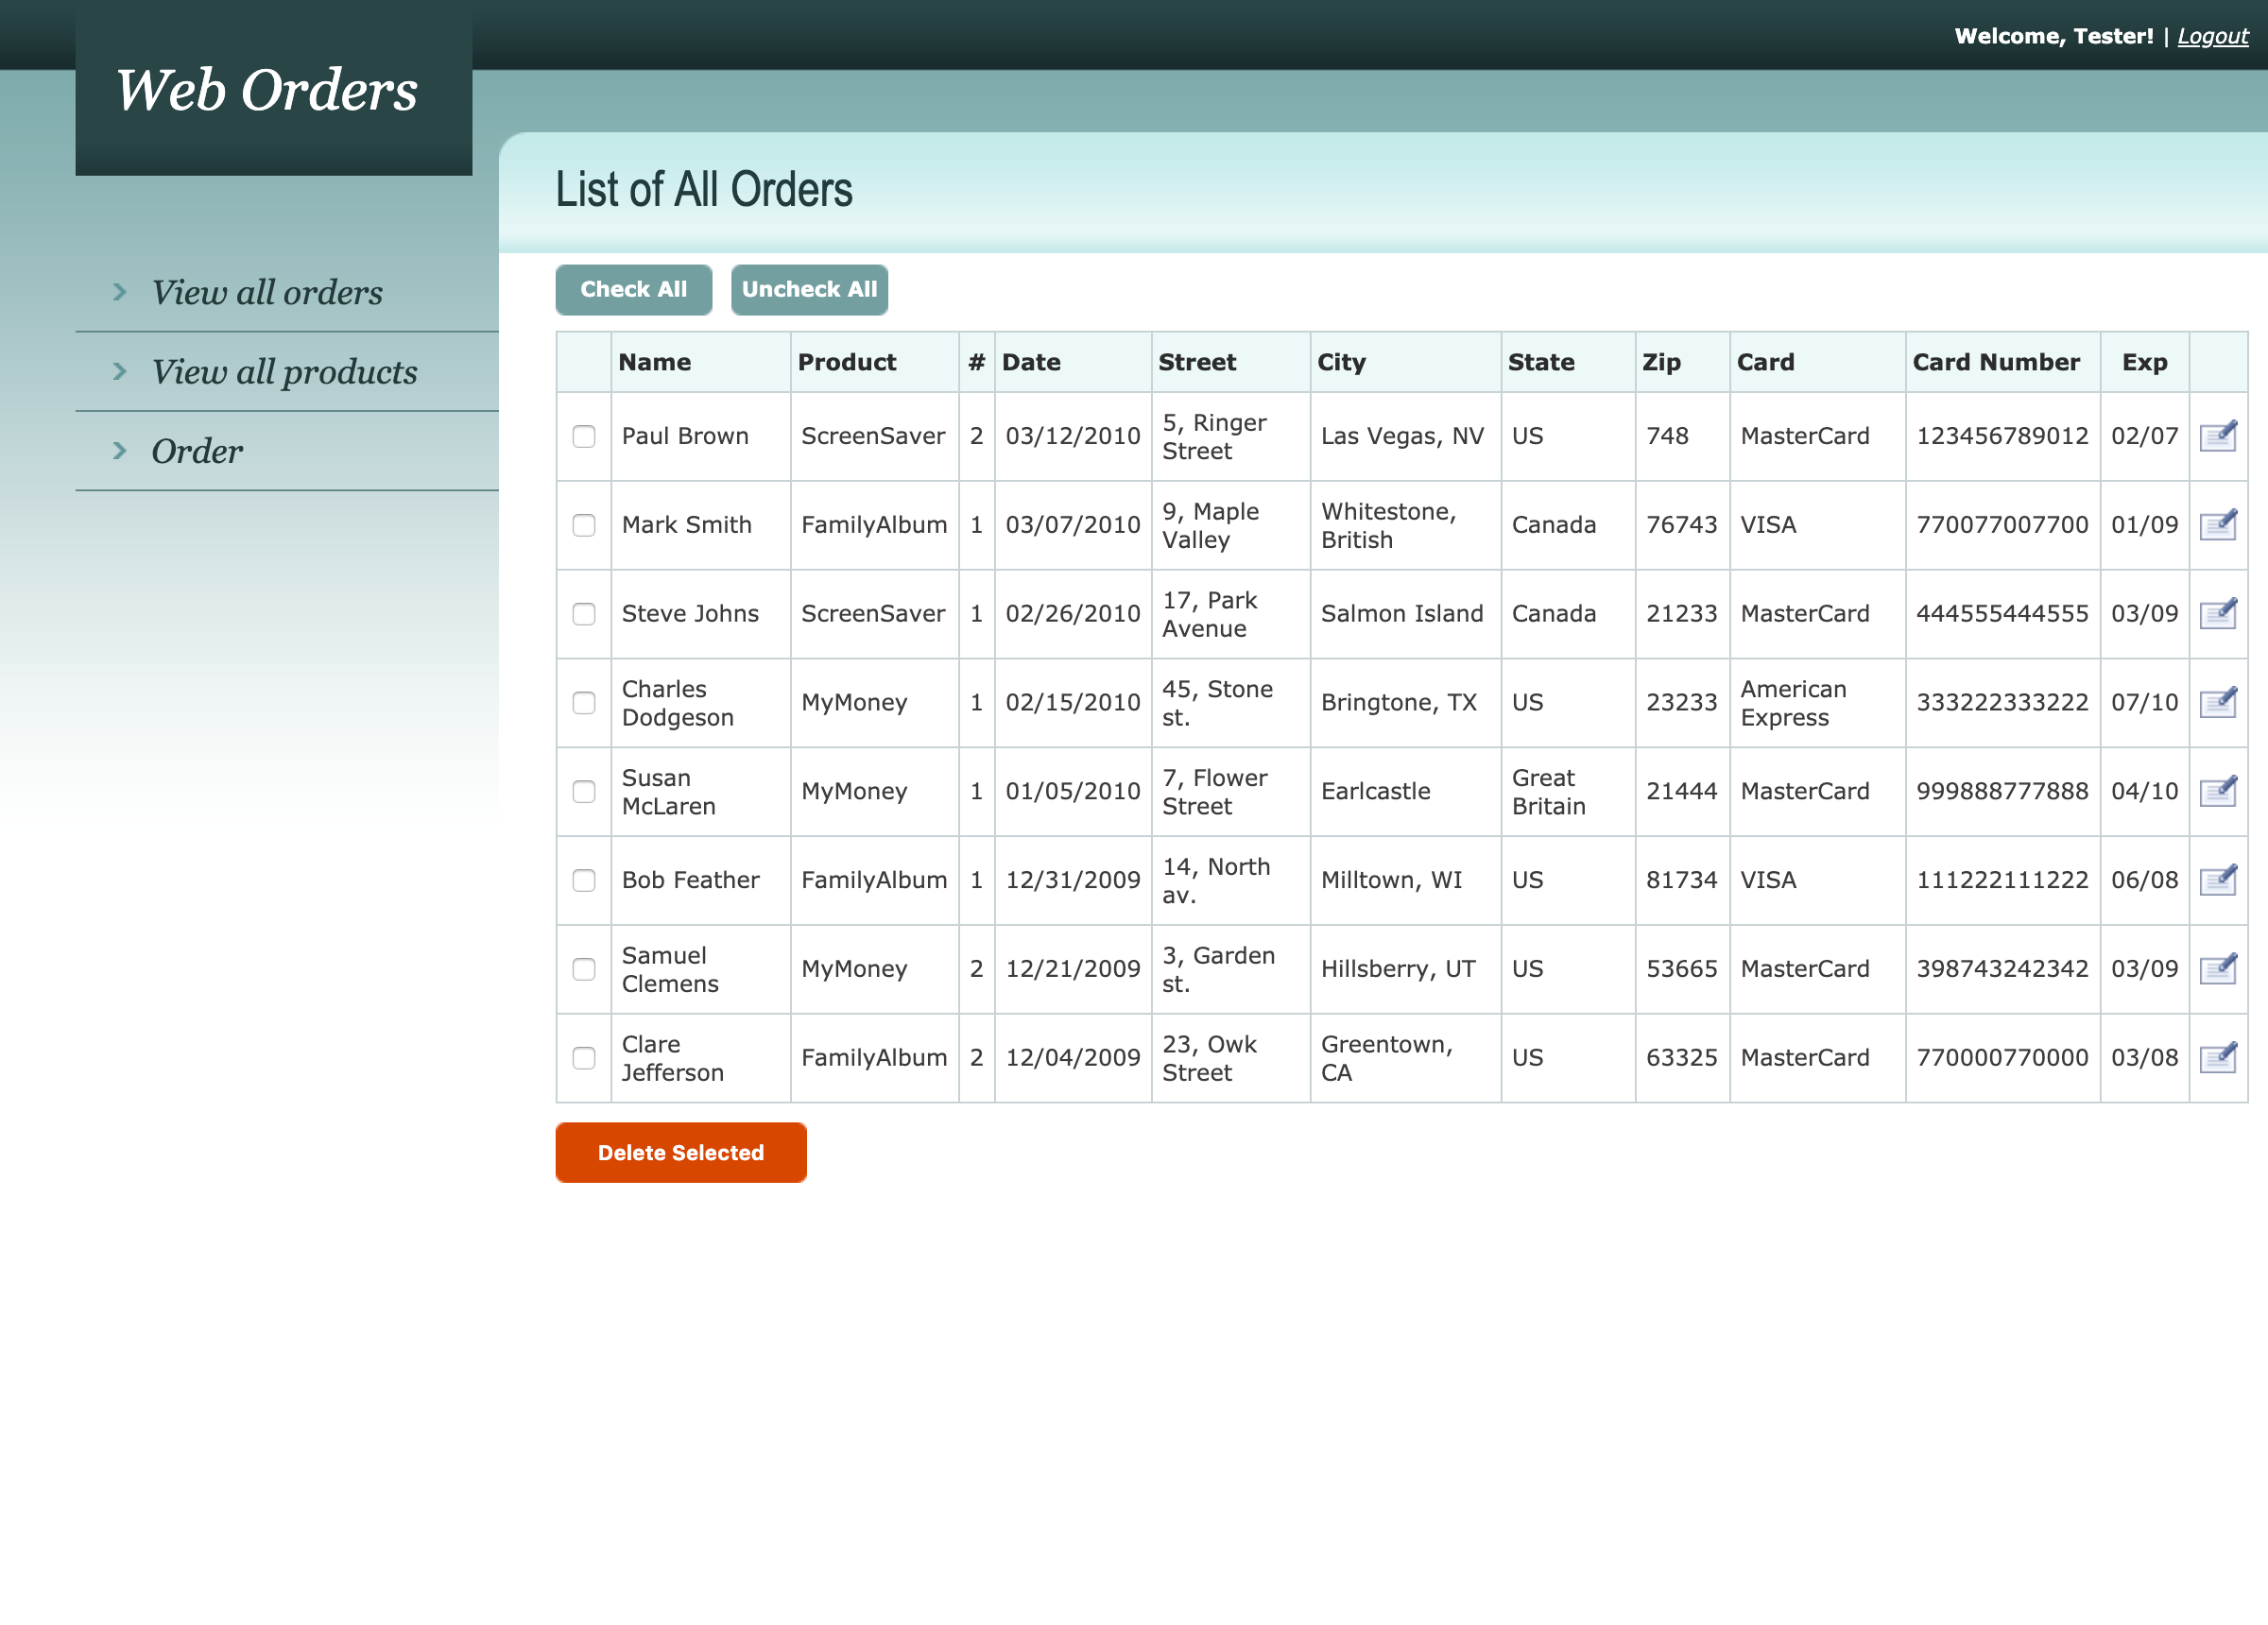 Welcome, Tester! | Logout
Web Orders
View all orders
View all products
Order
List of All Orders
Check All Uncheck All
Name Product # Date Street City State Zip Card Card Number Exp
Paul Brown ScreenSaver 2 03/12/2010 5, Ringer Street Las Vegas, NV US 748 MasterCard 123456789012 02/07
Mark Smith FamilyAlbum 1 03/07/2010 9, Maple Valley Whitestone, British Canada 76743 VISA 770077007700 01/09
Steve Johns ScreenSaver 1 02/26/2010 17, Park Avenue Salmon Island Canada 21233 MasterCard 444555444555 03/09
Charles Dodgeson MyMoney 1 02/15/2010 45, Stone st. Bringtone, TX US 23233 American Express 333222333222 07/10
Susan McLaren MyMoney 1 01/05/2010 7, Flower Street Earlcastle Great Britain 21444 MasterCard 999888777888 04/10
Bob Feather FamilyAlbum 1 12/31/2009 14, North av. Milltown, WI US 81734 VISA 111222111222 06/08
Samuel Clemens MyMoney 2 12/21/2009 3, Garden st. Hillsberry, UT US 53665 MasterCard 398743242342 03/09
Clare Jefferson FamilyAlbum 2 12/04/2009 23, Owk Street Greentown, CA US 63325 MasterCard 770000770000 03/08
Delete Selected